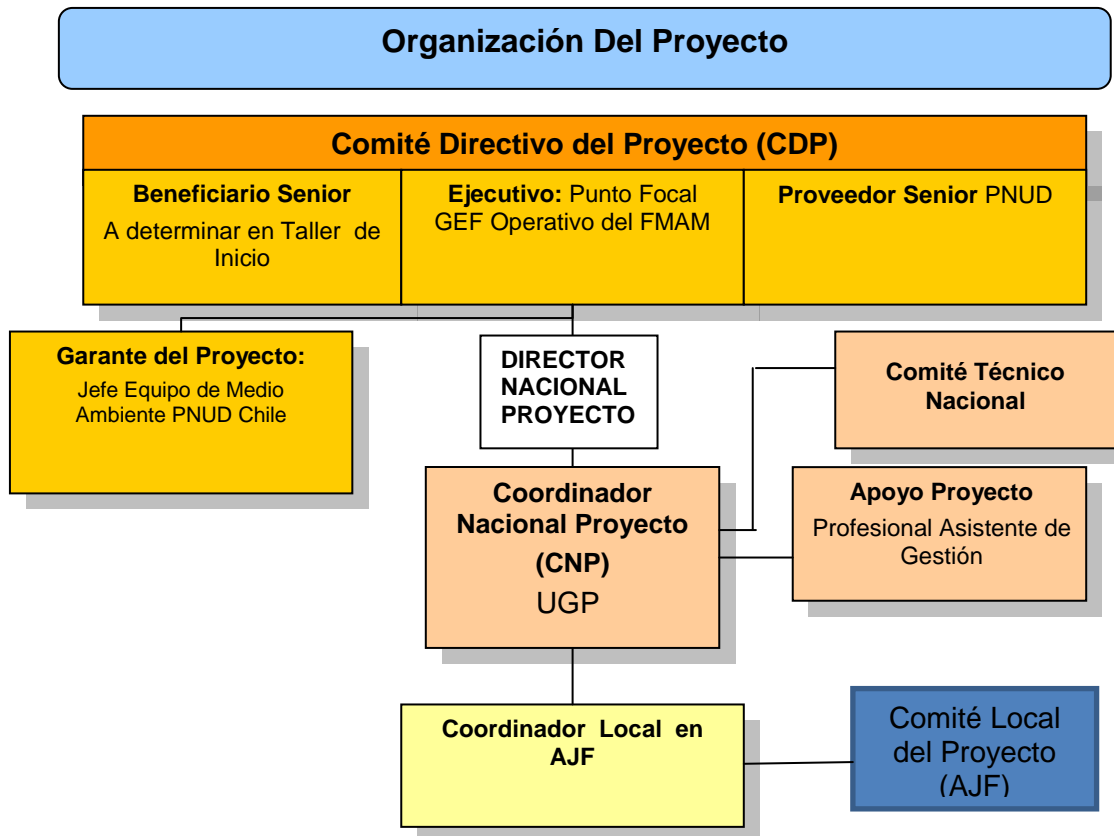 Organización Del Proyecto
Comité Directivo del Proyecto (CDP)
Beneficiario Senior
A determinar en Taller de
Inicio
Ejecutivo: Punto Focal
GEF Operativo del FMAM
Proveedor Senior PNUD
Garante del Proyecto:
Jefe Equipo de Medio
Ambiente PNUD Chile
DIRECTOR
NACIONAL
PROYECTO
Comité Técnico
Nacional
Coordinador
Nacional Proyecto
(CNP)
UGP
Apoyo Proyecto
Profesional Asistente de
Gestión
Coordinador Local en
AJF
Comité Local
del Proyecto
(AJF)